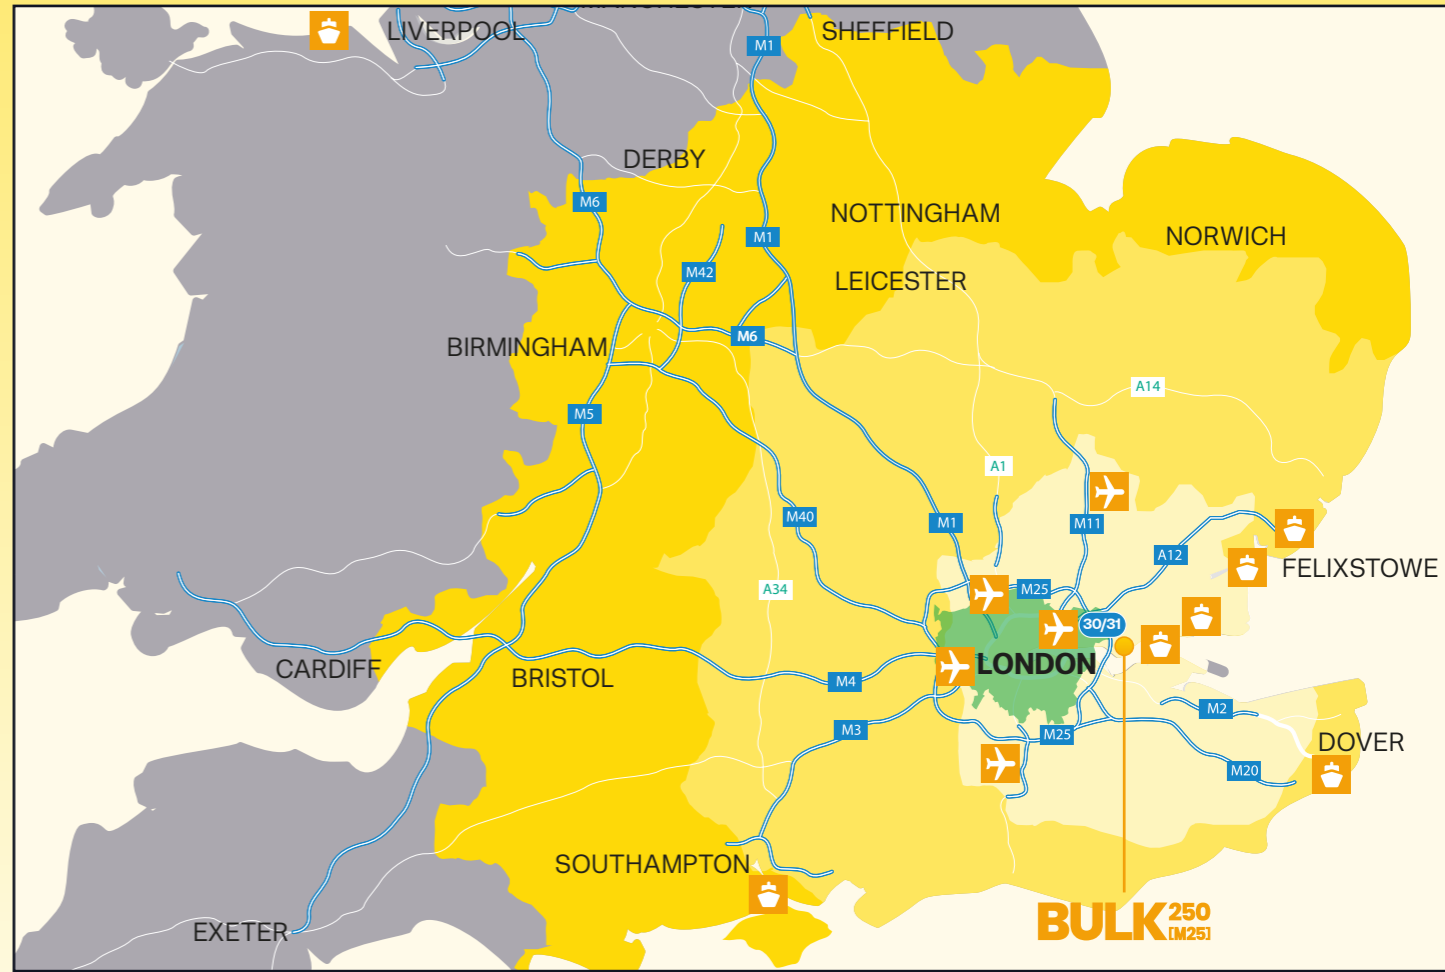 MANCHESTER
LIVERPOOL
SHEFFIELD
M1
DERBY
M6
NOTTINGHAM
M1
NORWICH
M42
LEICESTER
M6
BIRMINGHAM
A14
M5
A1
M40
M1
M11
A12
FELIXSTOWE
A34
M25
30/31
LONDON
CARDIFF
BRISTOL
M4
M3
M2
M25
DOVER
M20
SOUTHAMPTON
BULK 250
[M25]
EXETER